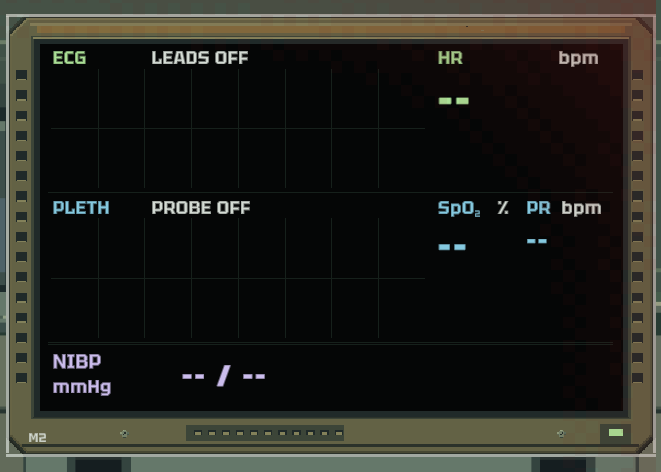 ECG LEADS OFF HR bpm
--
PLETH PROBE OFF SpO₂ % PR bpm
-- --
NIBP
mmHg -- / --
M2